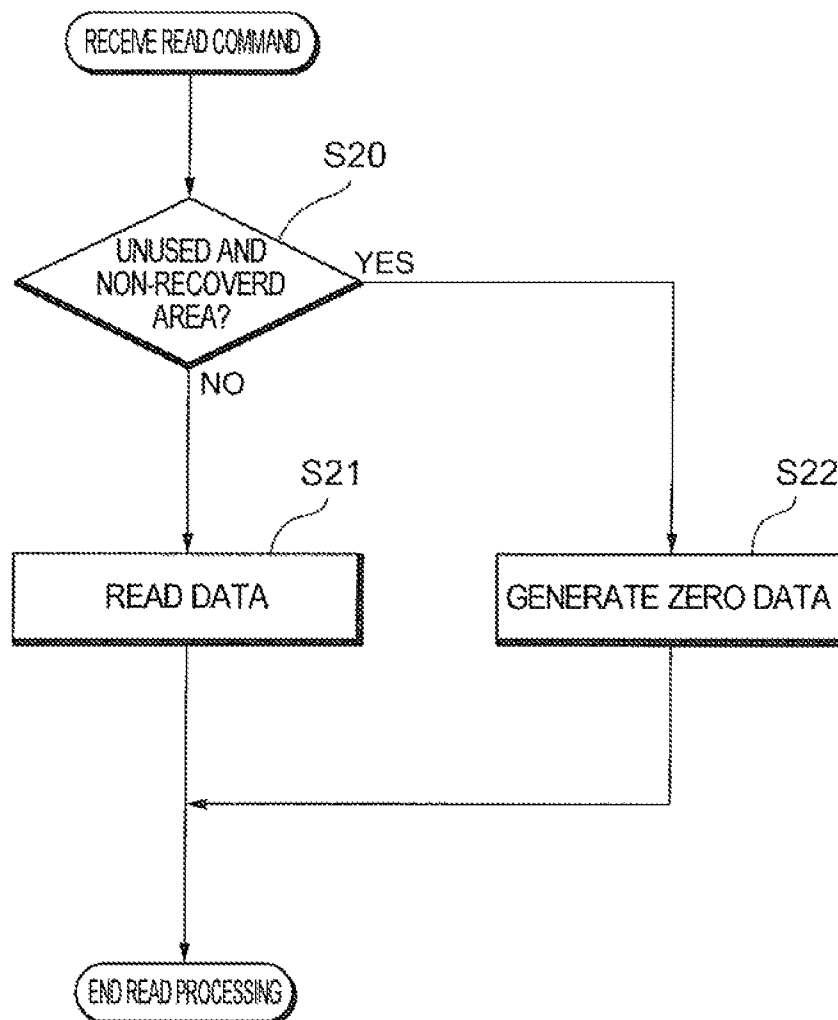 RECEIVE READ COMMAND
S20
UNUSED AND
NON-RECOVERD
AREA?
YES
NO
S21
READ DATA
S22
GENERATE ZERO DATA
END READ PROCESSING